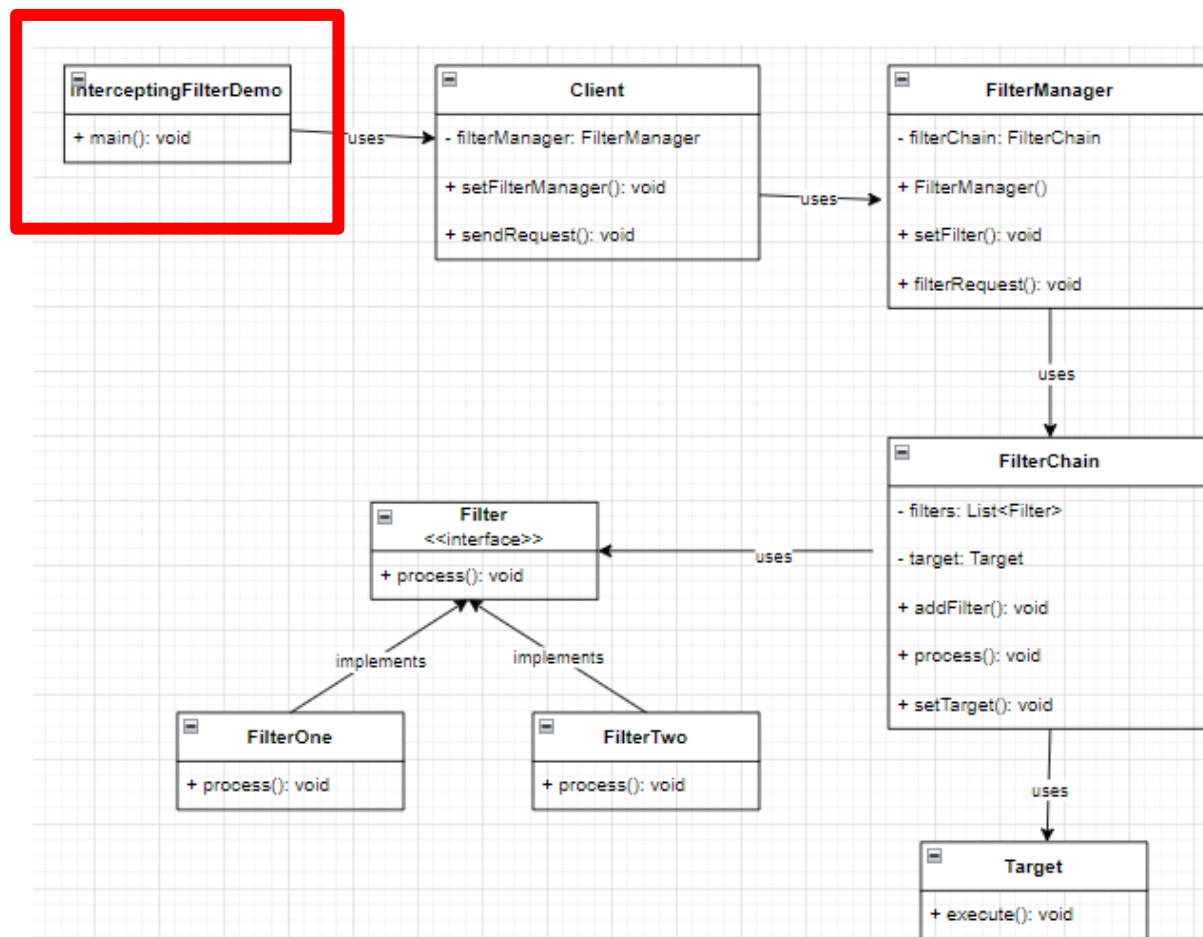 InterceptingFilterDemo
+ main(): void
uses
Client
- filterManager: FilterManager
+ setFilterManager(): void
+ sendRequest(): void
uses
FilterManager
- filterChain: FilterChain
+ FilterManager()
+ setFilter(): void
+ filterRequest(): void
uses
FilterChain
- filters: List<Filter>
- target: Target
+ addFilter(): void
+ process(): void
+ setTarget(): void
uses
Filter
<<interface>>
+ process(): void
implements
implements
FilterOne
+ process(): void
FilterTwo
+ process(): void
uses
Target
+ execute(): void